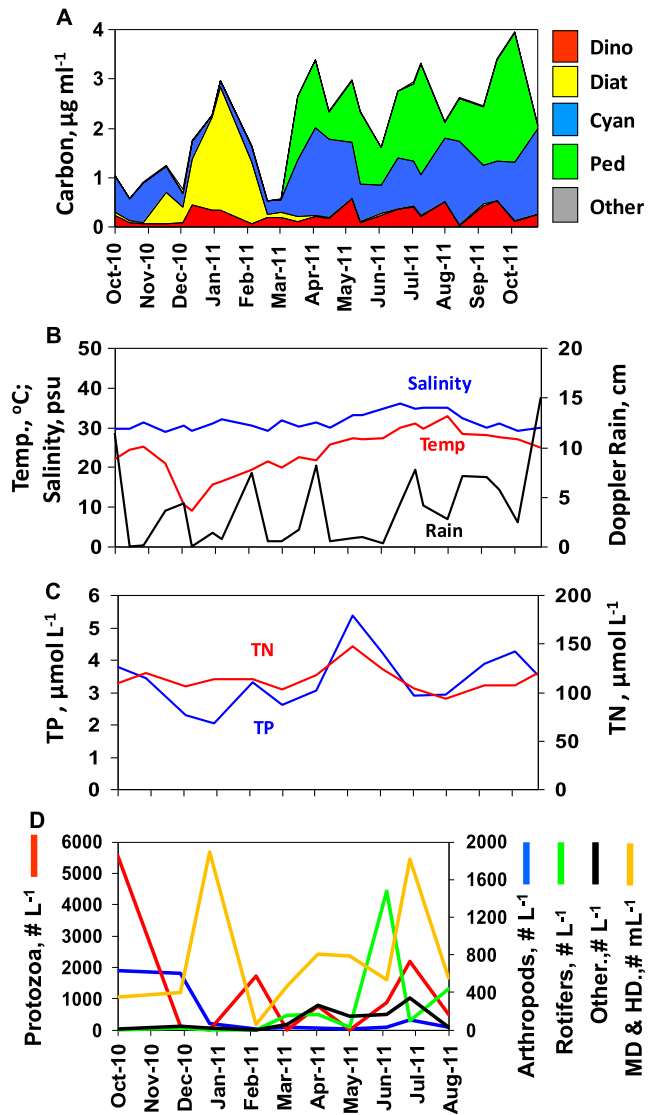 A
Carbon, µg ml-1
4
3
2
1
0
Oct-10
Nov-10
Dec-10
Jan-11
Feb-11
Mar-11
Apr-11
May-11
Jun-11
Jul-11
Aug-11
Sep-11
Oct-11
Dino
Diat
Cyan
Ped
Other
B
Temp., ºC;
Salinity, psu
50
40
30
20
10
0
Salinity
Temp
Rain
20
15
10
5
0
Doppler Rain, cm
C
TP , µmol L-1
6
5
4
3
2
1
0
TN
TP
200
150
100
50
0
TN , µmol L-1
D
Protozoa, # L-1
6000
5000
4000
3000
2000
1000
0
Oct-10
Nov-10
Dec-10
Jan-11
Feb-11
Mar-11
Apr-11
May-11
Jun-11
Jul-11
Aug-11
2000
1600
1200
800
400
0
Arthropods, # L-1
Rotifers, # L-1
Other.,# L-1
MD & HD.,# mL-1